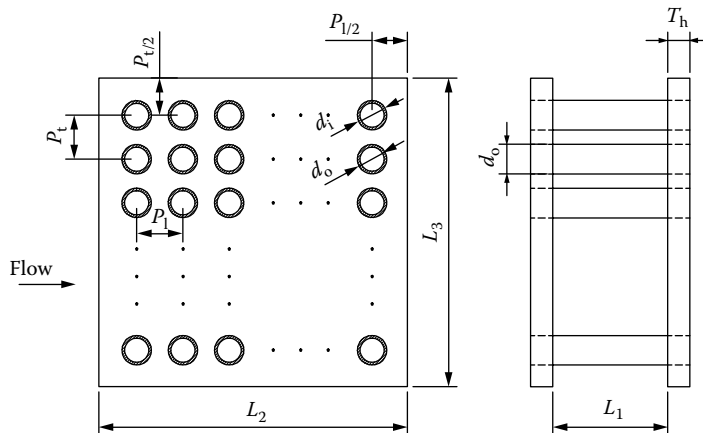 P_{l/2}
T_h
P_{t/2}
P_t
d_i
d_o
d_o
P_l
L_3
Flow
L_2
L_1